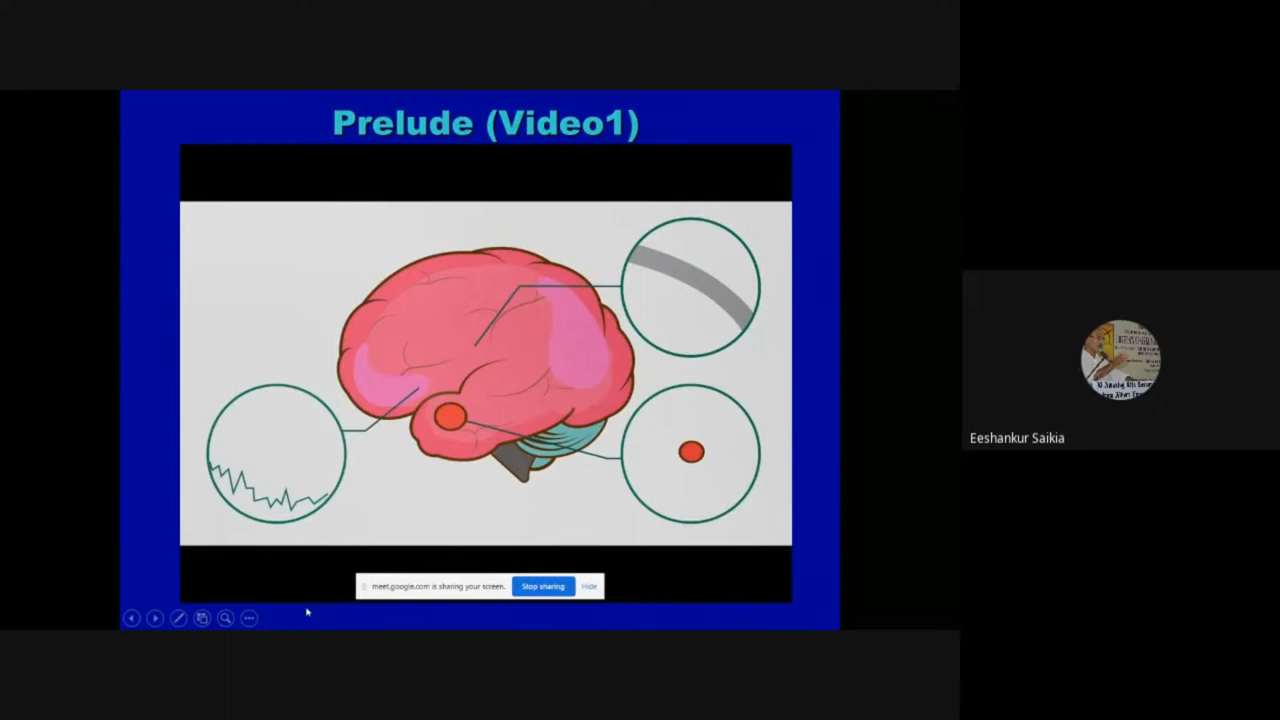 Prelude (Video1)
meet.google.com is sharing your screen.
Stop sharing
Hide
Eeshankur Saikia